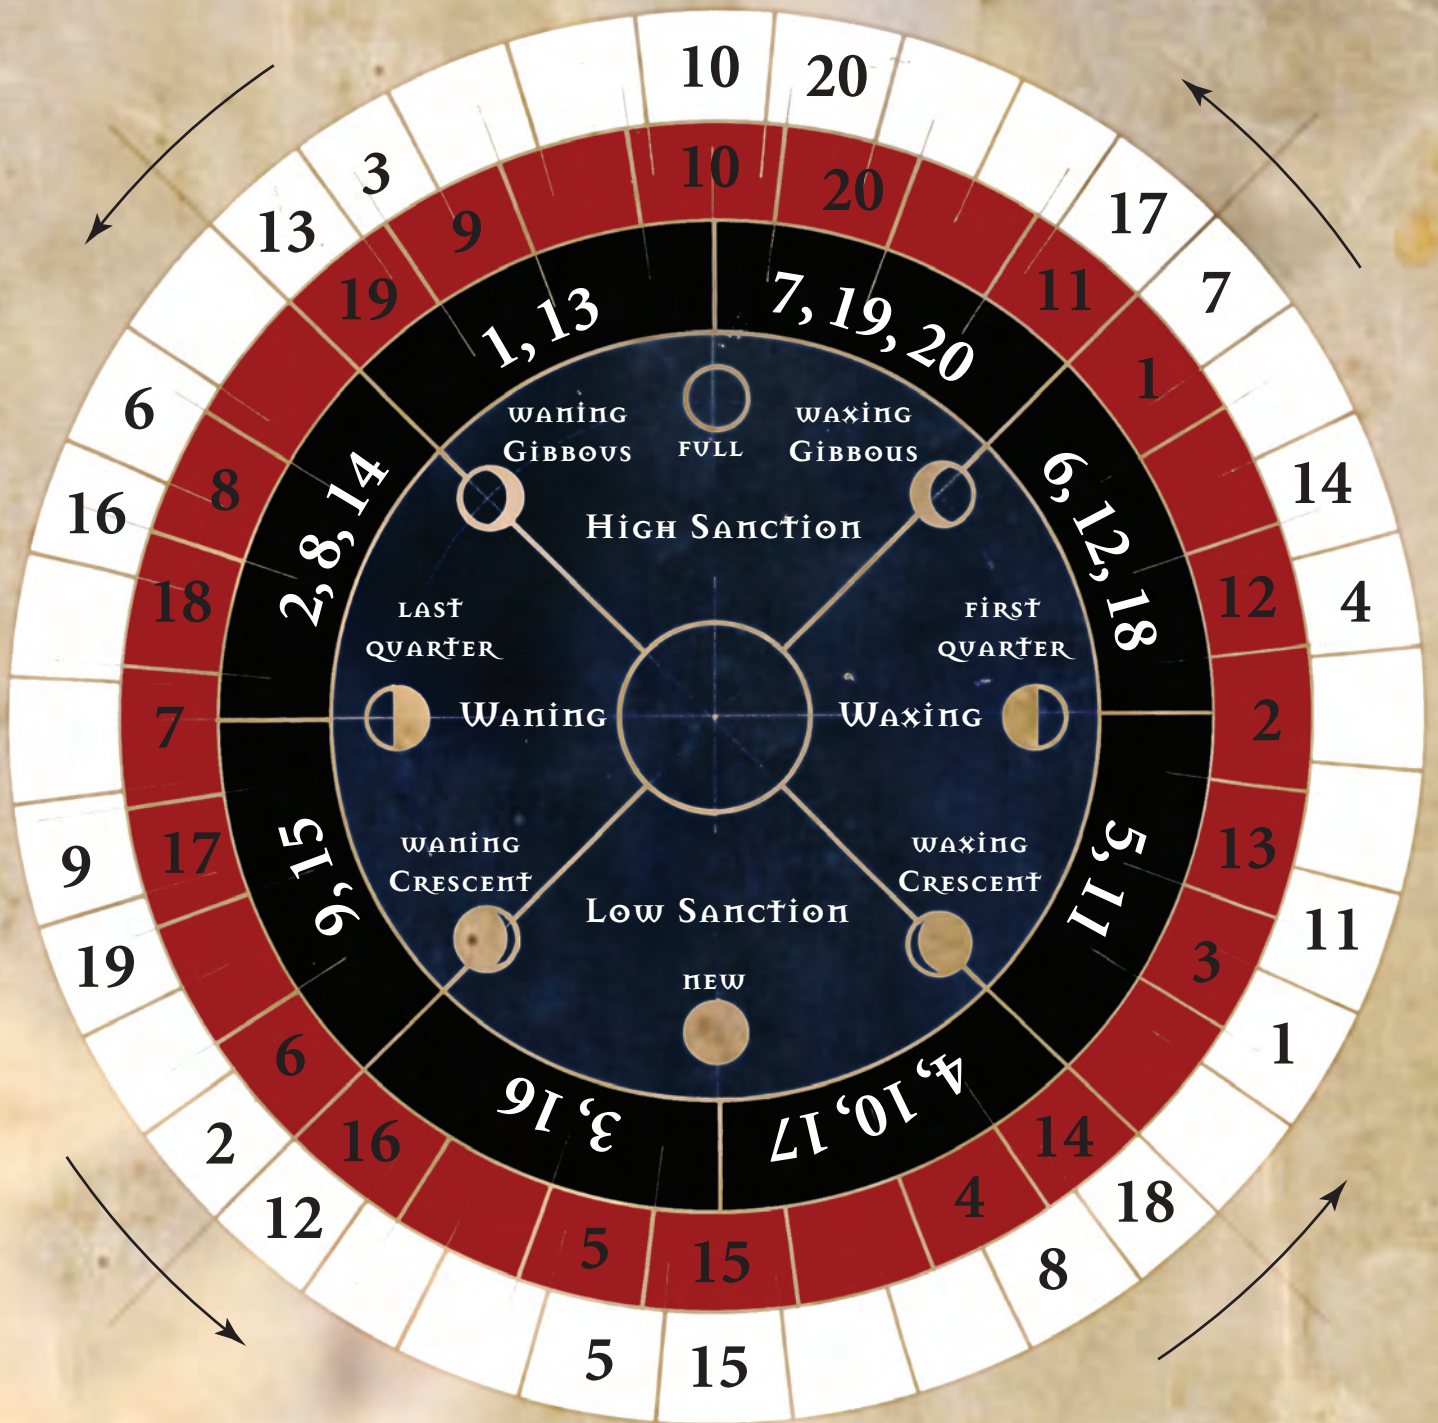 10
20
17
7
14
4
11
1
18
8
15
5
12
2
19
9
16
6
13
3
10
20
11
1
12
2
13
3
14
4
15
5
16
6
17
7
18
8
19
9
7, 19, 20
6, 12, 18
5, 11
4, 10, 17
3, 16
9, 15
2, 8, 14
1, 13
WANING
GIBBOUS
FULL
WAXING
GIBBOUS
HIGH SANCTION
LAST
QUARTER
FIRST
QUARTER
WANING
WAXING
WANING
CRESCENT
WAXING
CRESCENT
LOW SANCTION
NEW